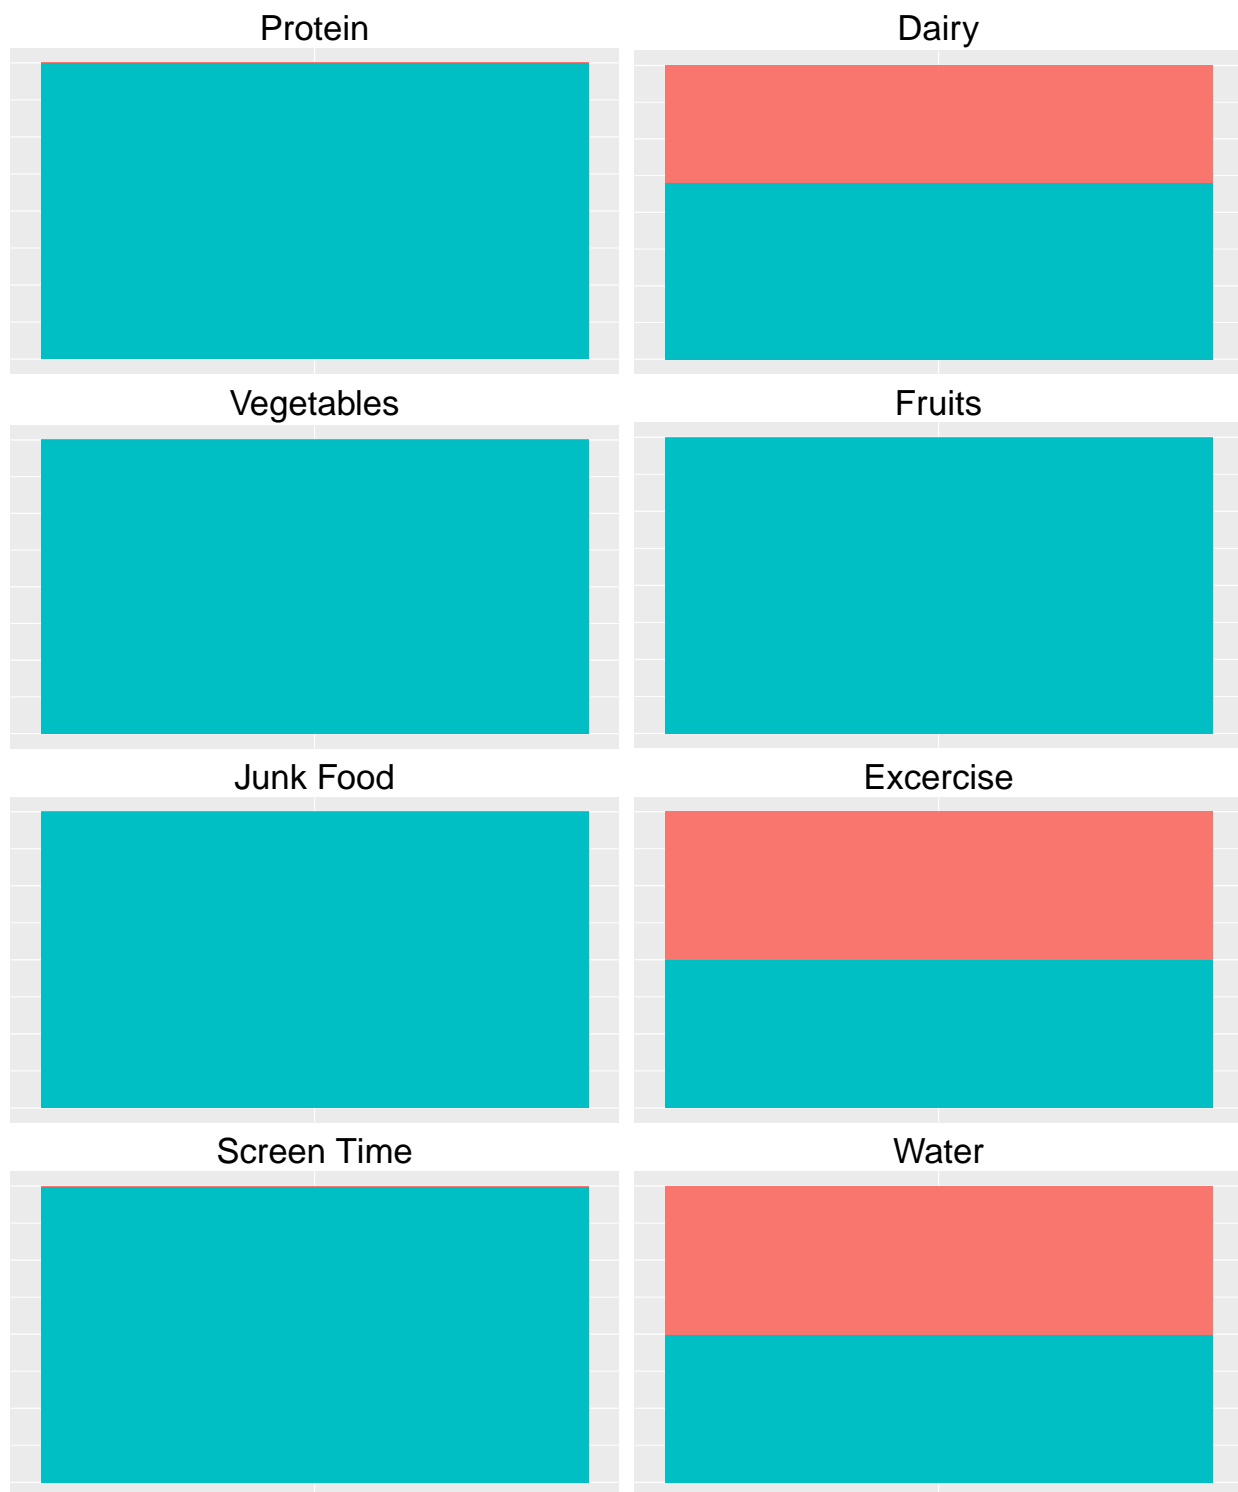 Protein
Dairy
Vegetables
Fruits
Junk Food
Excercise
Screen Time
Water